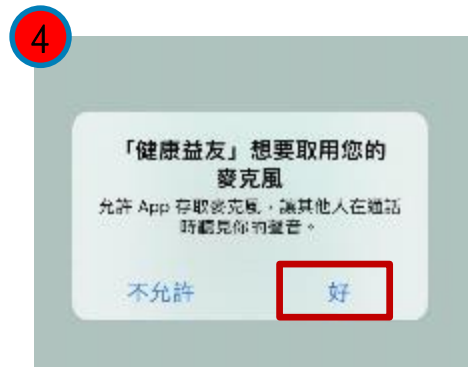 4
「健康益友」想要取用您的
麥克風
允許 App 存取麥克風，讓其他人在通話
時聽見你的聲音。
不允許
好